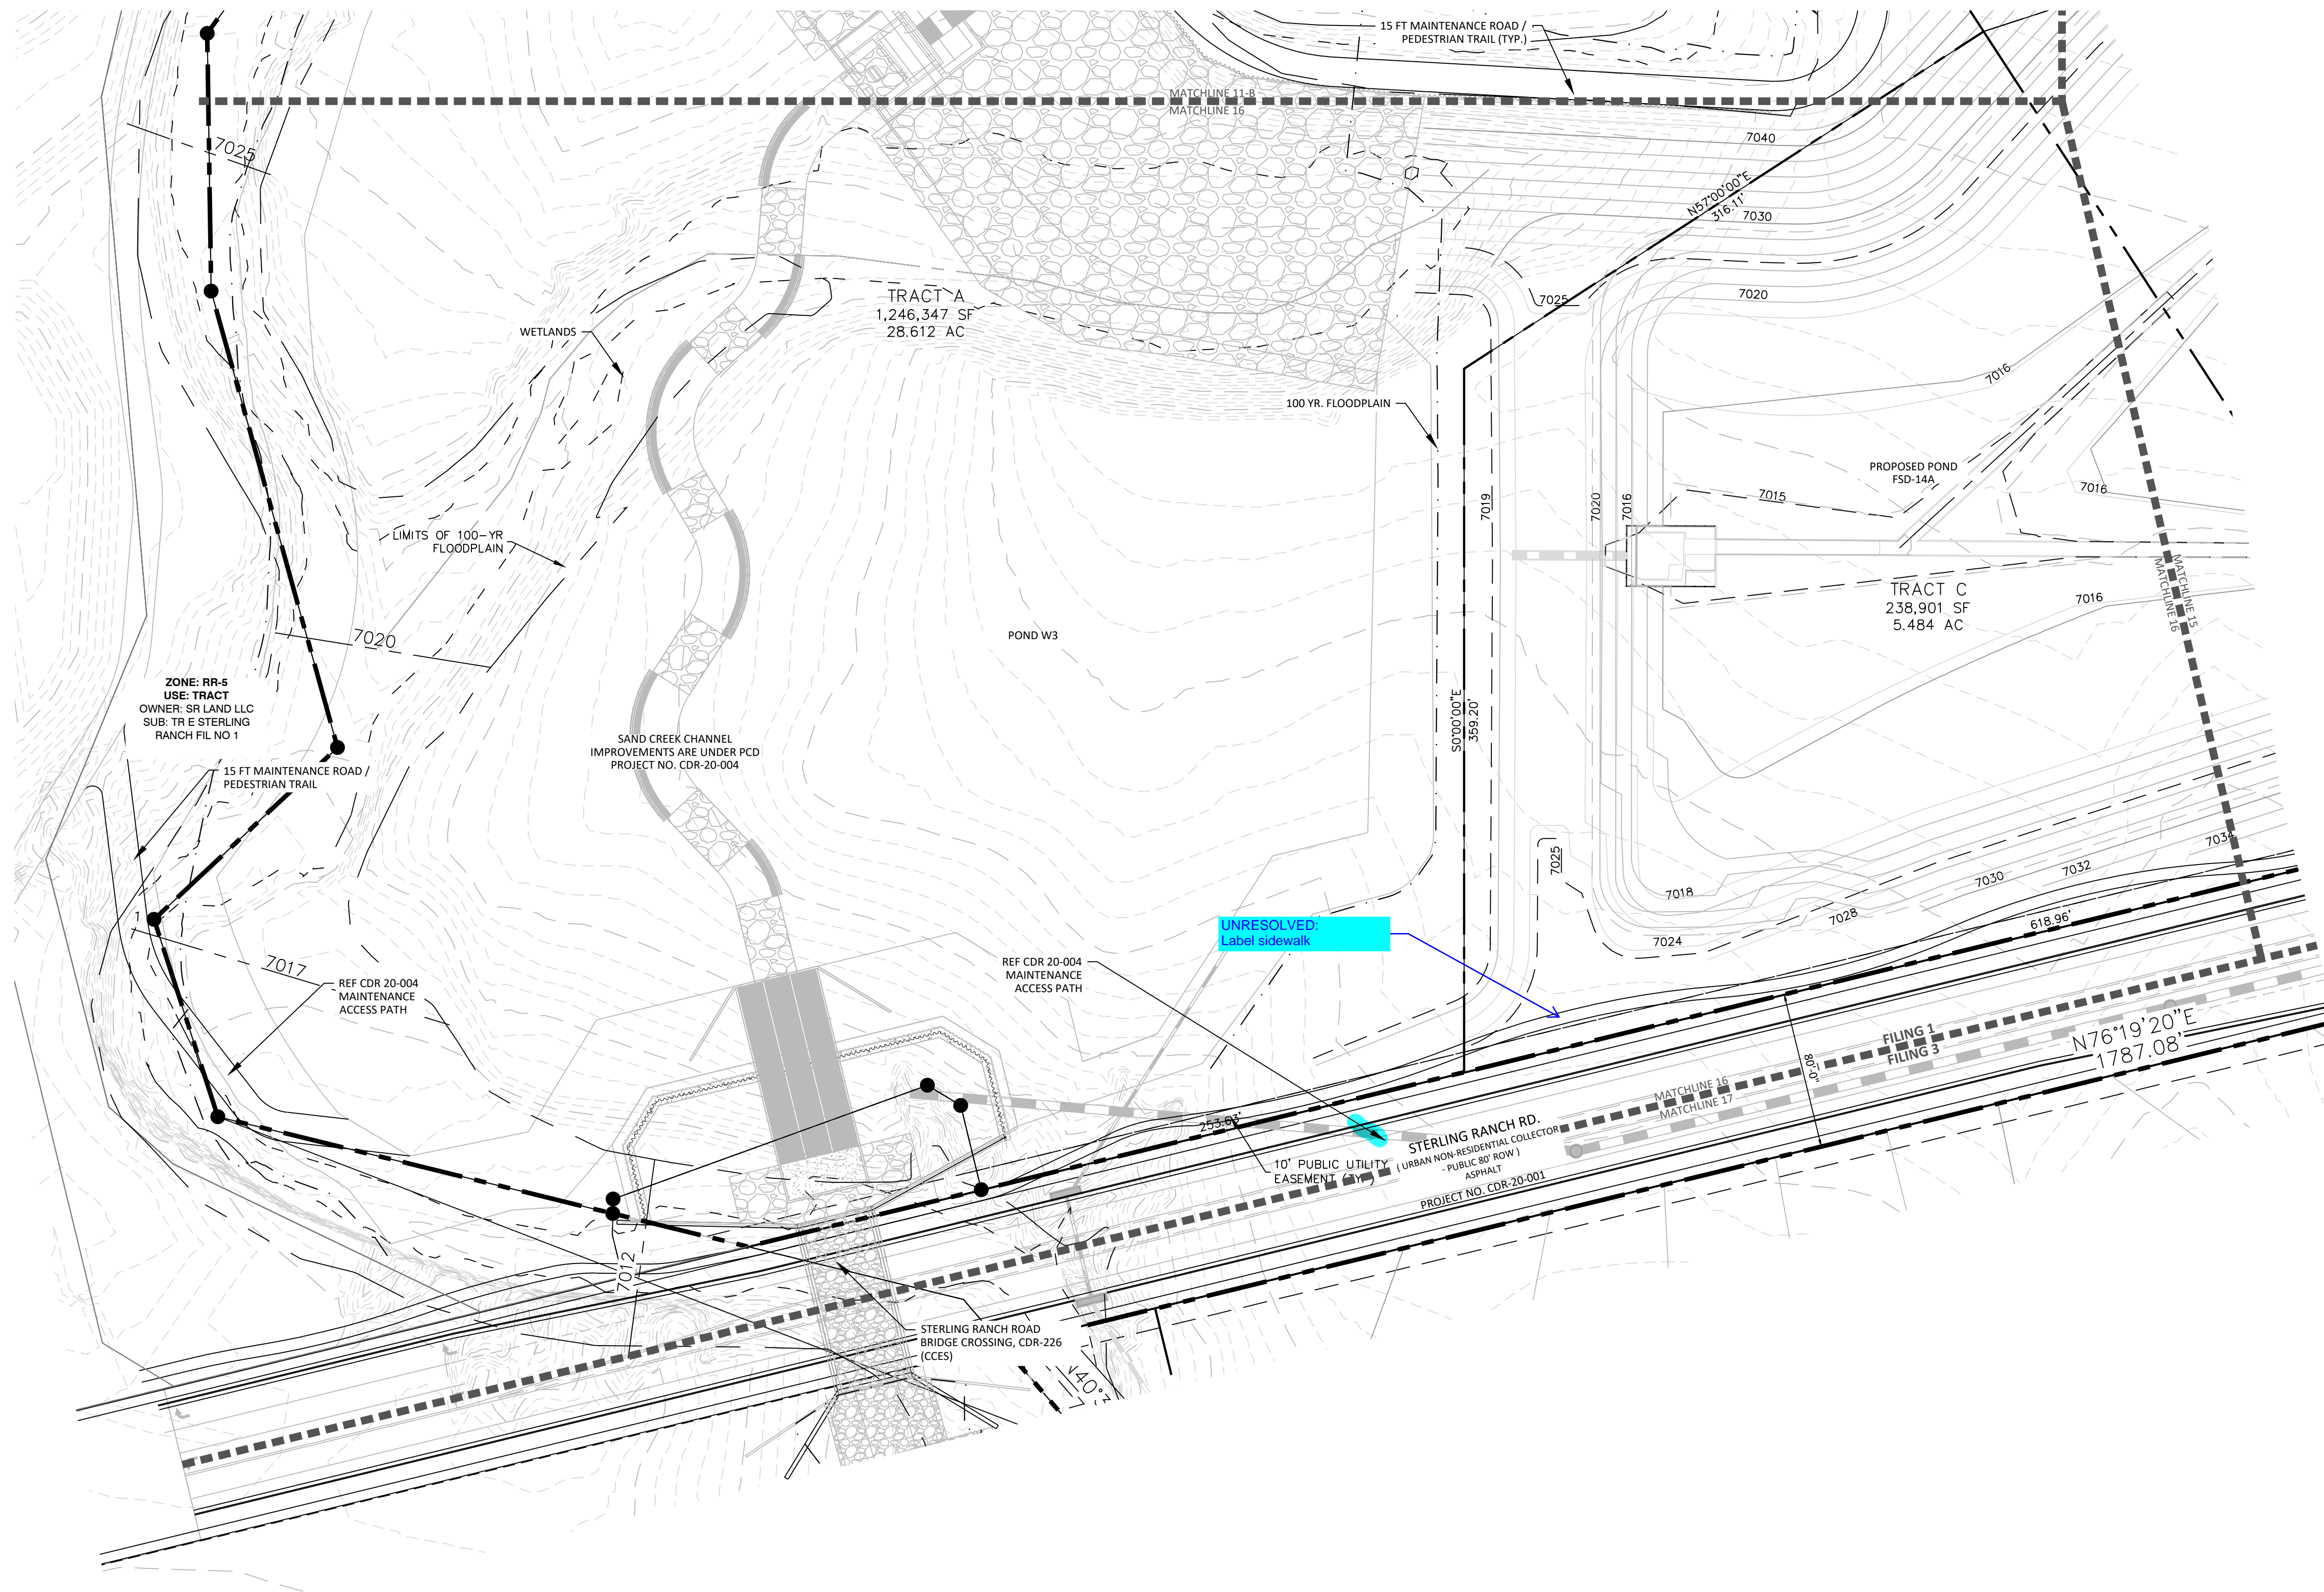 15 FT MAINTENANCE ROAD /
PEDESTRIAN TRAIL (TYP.)
MATCHLINE 11-B
MATCHLINE 16
7040
7025
N57°00'00"E
316.11'
7030
7020
7025
TRACT A
1,246,347 SF
28.612 AC
WETLANDS
7016
100 YR. FLOODPLAIN
PROPOSED POND
FSD-14A
7019
7020
7016
7015
7016
LIMITS OF 100-YR
FLOODPLAIN
MATCHLINE 15
MATCHLINE 16
TRACT C
238,901 SF
5.484 AC
7016
7020
POND W3
ZONE: RR-5
USE: TRACT
OWNER: SR LAND LLC
SUB: TR E STERLING
RANCH FIL NO 1
S0°00'00"E
359.20'
SAND CREEK CHANNEL
IMPROVEMENTS ARE UNDER PCD
PROJECT NO. CDR-20-004
15 FT MAINTENANCE ROAD /
PEDESTRIAN TRAIL
7034
7025
7032
7030
7018
7028
7024
618.96'
UNRESOLVED:
Label sidewalk
7017
REF CDR 20-004
MAINTENANCE
ACCESS PATH
REF CDR 20-004
MAINTENANCE
ACCESS PATH
FILING 1
FILING 3
N76°19'20"E
1787.08'
80'-0"
MATCHLINE 16
MATCHLINE 17
253.63'
STERLING RANCH RD.
( URBAN NON-RESIDENTIAL COLLECTOR
- PUBLIC 80' ROW )
ASPHALT
PROJECT NO. CDR-20-001
10' PUBLIC UTILITY
EASEMENT (TYP.)
7012
STERLING RANCH ROAD
BRIDGE CROSSING, CDR-226
(CCES)